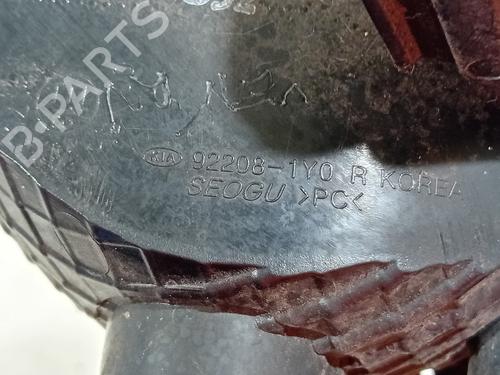 B-PARTS
KIA 92208-1Y0 R KOREA
SEOGU >PC<